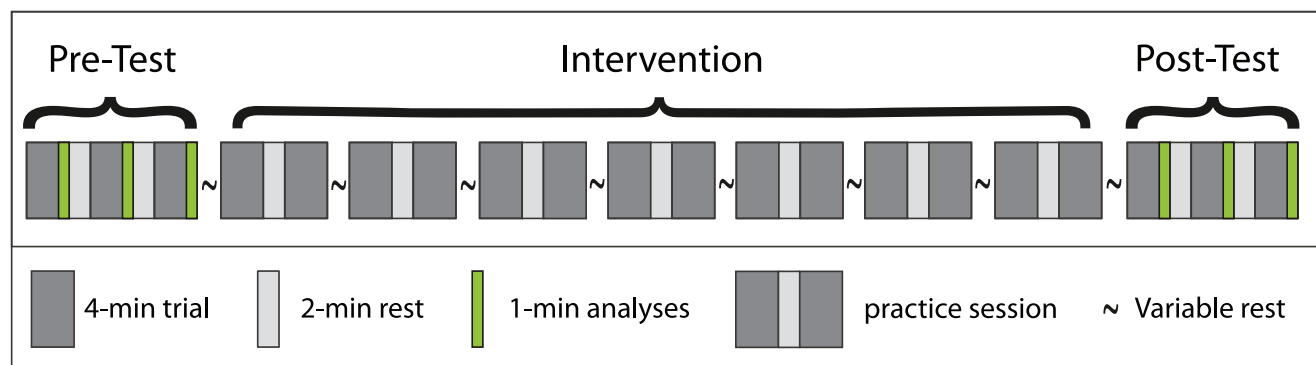 Pre-Test Intervention Post-Test
~ ~ ~ ~ ~ ~ ~ ~
4-min trial 2-min rest 1-min analyses practice session ~ Variable rest